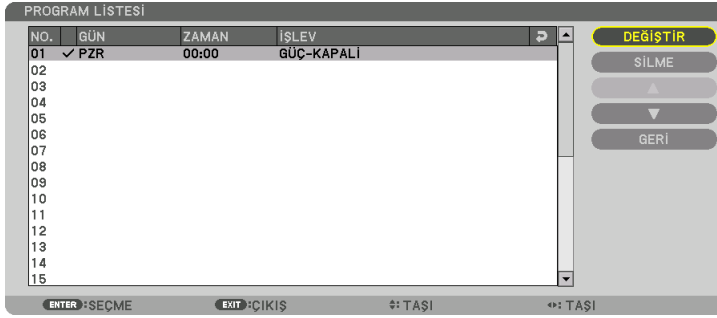 PROGRAM LİSTESİ
NO. GÜN ZAMAN İŞLEV
01 ✓ PZR 00:00 GÜÇ-KAPALİ
02
03
04
05
06
07
08
09
10
11
12
13
14
15
DEĞİŞTİR
SİLME
▲
▼
GERİ
ENTER :SEÇME EXIT :ÇIKIŞ : TAŞI : TAŞI